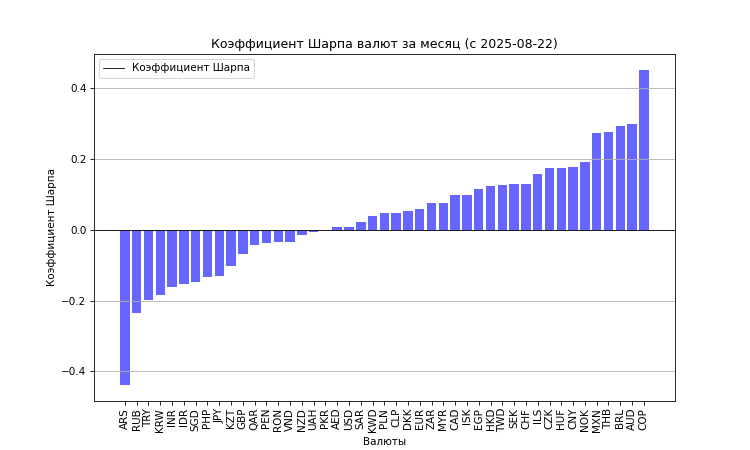 Коэффициент Шарпа валют за месяц (с 2025-08-22)
Коэффициент Шарпа
Коэффициент Шарпа
0.4
0.2
0.0
−0.2
−0.4
ARS RUB TRY KRW INR IDR SGD PHP JPY KZT GBP QAR PEN RON VND NZD UAH PKR AED USD SAR KWD PLN CLP DKK EUR ZAR MYR CAD ISK EGP HKD TWD SEK CHF ILS CZK HUF CNY NOK MXN THB BRL AUD COP
Валюты